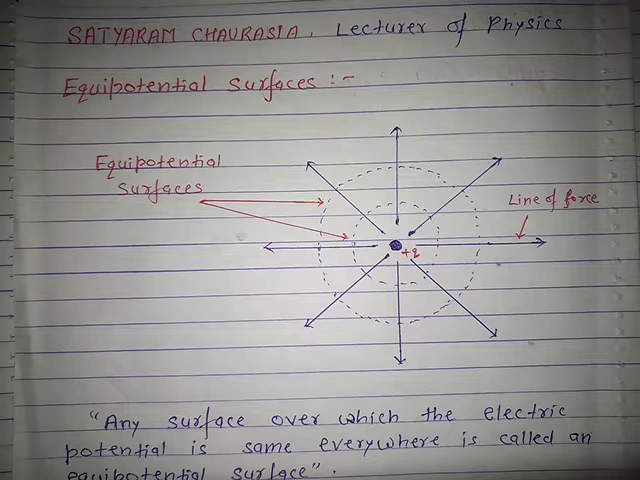 SATYARAM CHAURASIA, Lecturer of Physics
Equipotential Surfaces :-
Equipotential
Surfaces
Line of force
+q
"Any surface over which the electric
potential is same everywhere is called an
equipotential surface".